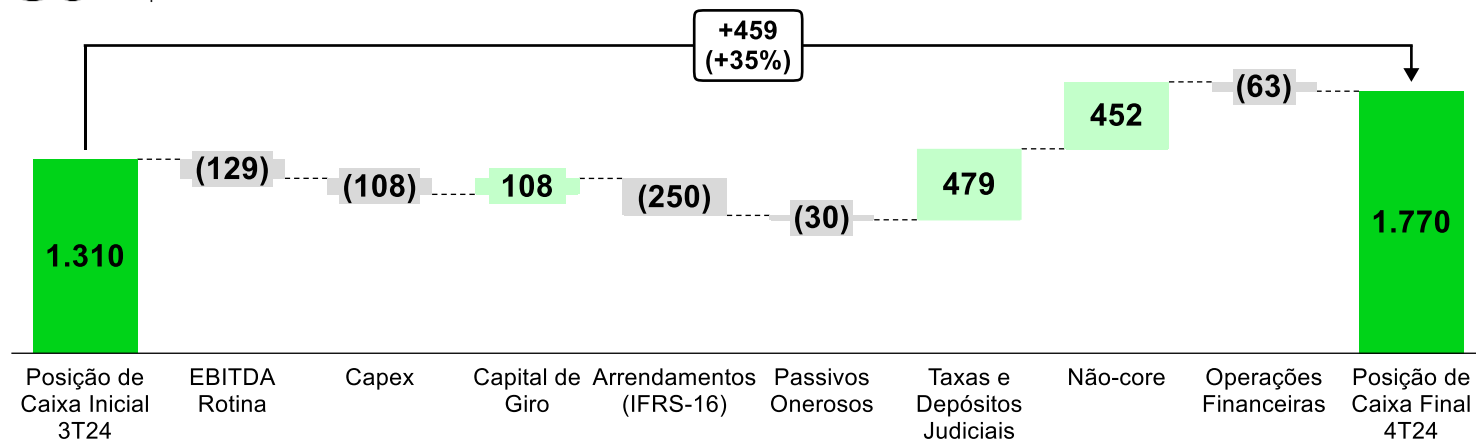 +459
(+35%)
1.310
(129)
(108)
108
(250)
(30)
479
452
(63)
1.770
Posição de
Caixa Inicial
3T24
EBITDA
Rotina
Capex
Capital de
Giro
Arrendamentos
(IFRS-16)
Passivos
Onerosos
Taxas e
Depósitos
Judiciais
Não-core
Operações
Financeiras
Posição de
Caixa Final
4T24